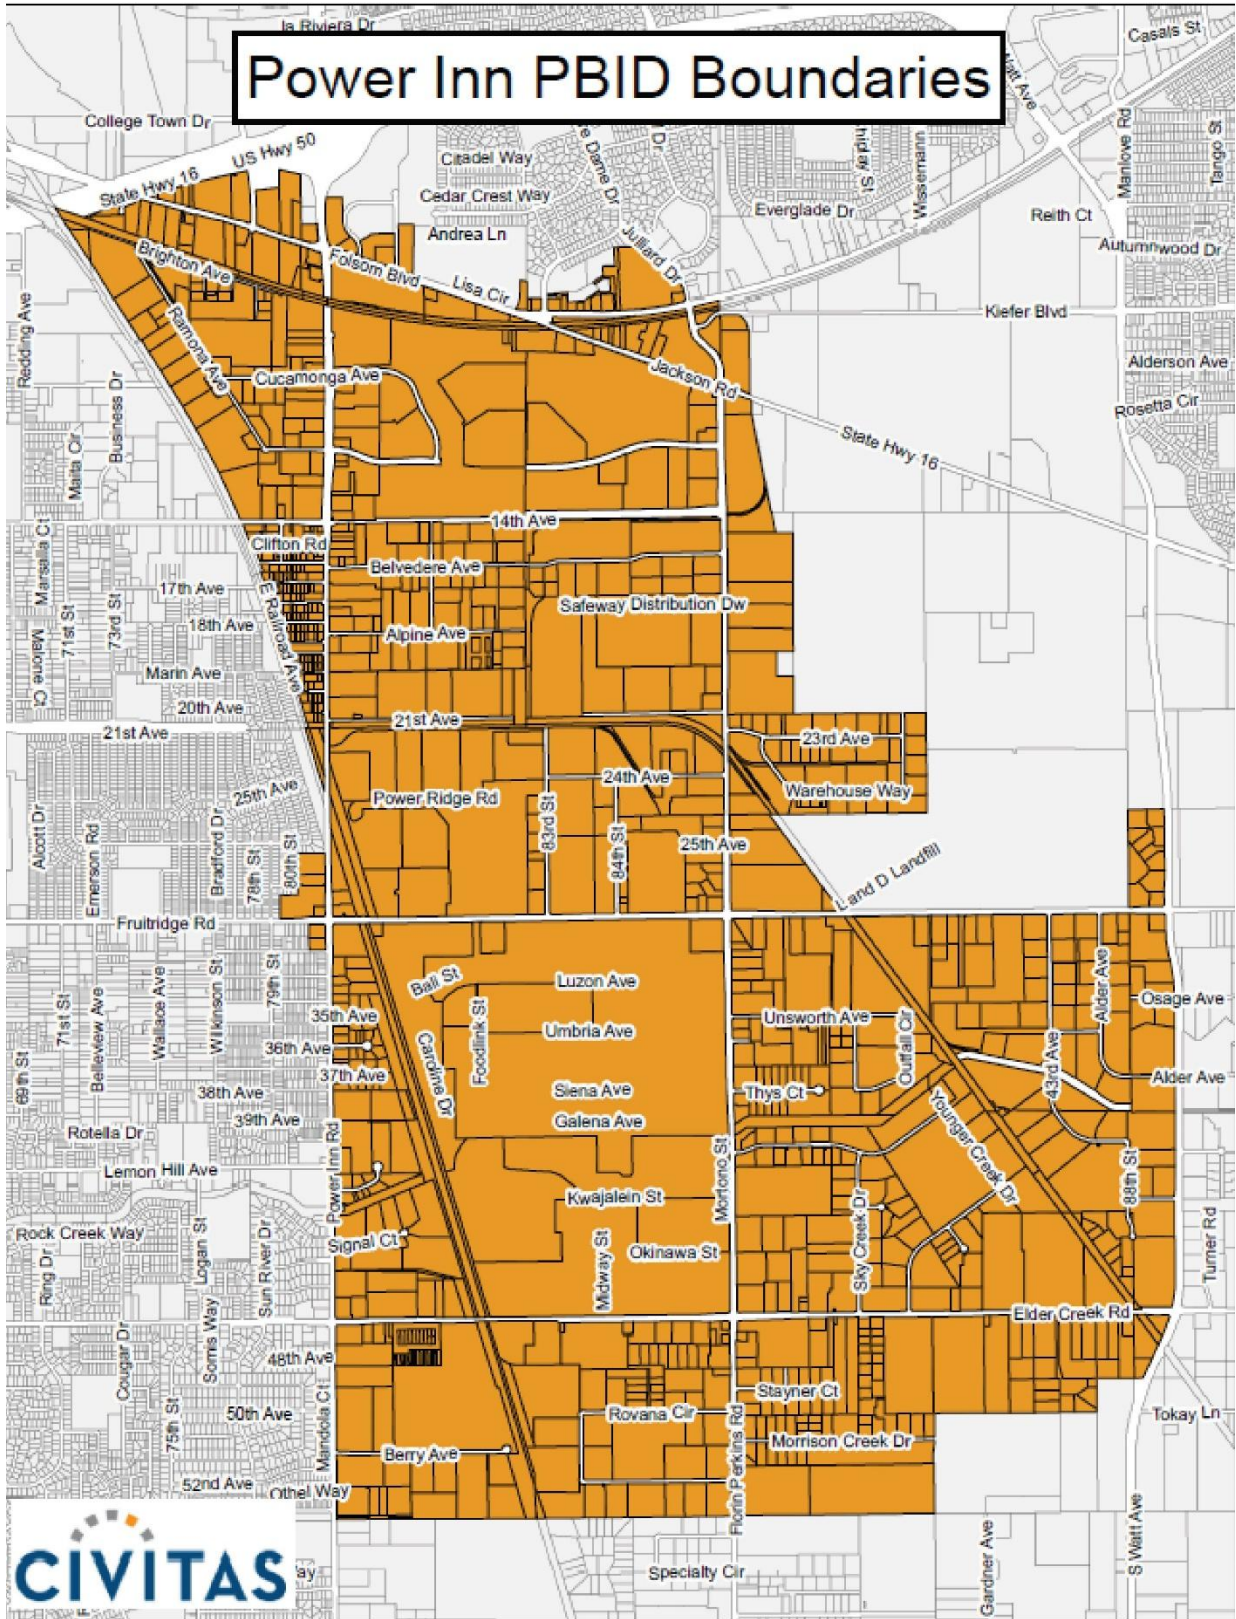 la Riviera Dr
Casals St
Power Inn PBID Boundaries
Watt Ave
College Town Dr
US Hwy 50
Citadel Way
State Hwy 16
Cedar Crest Way
e Dame Dr
Dr
Wissemann
Manlove Rd
Tango St
Everglade Dr
Reith Ct
Andrea Ln
Julliard Dr
Autumnwood Dr
Brighton Ave
Folsom Blvd
Lisa Cir
Kiefer Blvd
Redding Ave
Ramona Ave
Cucamonga Ave
Jackson Rd
Alderson Ave
Business Dr
Rosetta Cir
Maita Cir
State Hwy 16
14th Ave
Clifton Rd
Marsalla Ct
Belvedere Ave
17th Ave
E Railroad Ave
Safeway Distribution Dw
71st St
73rd St
18th Ave
Alpine Ave
Malone Ct
Marin Ave
20th Ave
21st Ave
21st Ave
23rd Ave
24th Ave
25th Ave
Power Ridge Rd
Warehouse Way
Alcott Dr
Emerson Rd
Bradford Dr
78th St
80th St
83rd St
84th St
25th Ave
L and D Landfill
Fruitridge Rd
Ball St
Luzon Ave
Alder Ave
Osage Ave
71st St
Belleview Ave
Wallace Ave
Wilkinson St
79th St
35th Ave
Foodlink St
Umbria Ave
Unsworth Ave
Outfall Cir
36th Ave
Caroline Dr
69th St
37th Ave
43rd Ave
Alder Ave
38th Ave
Siena Ave
Thys Ct
39th Ave
Galena Ave
Younger Creek Dr
Rotella Dr
Power Inn Rd
Mortono St
Lemon Hill Ave
88th St
Kwajalein St
Rock Creek Way
Logan St
Sun River Dr
Signal Ct
Midway St
Okinawa St
Sky Creek Dr
Turner Rd
Ring Dr
Elder Creek Rd
Cougar Dr
Somis Way
48th Ave
Stayner Ct
75th St
50th Ave
Mandola Ct
Rovana Cir
Florin Perkins Rd
Tokay Ln
Berry Ave
Morrison Creek Dr
52nd Ave
Othel Way
Gardner Ave
S Watt Ave
Specialty Cir
CIVITAS